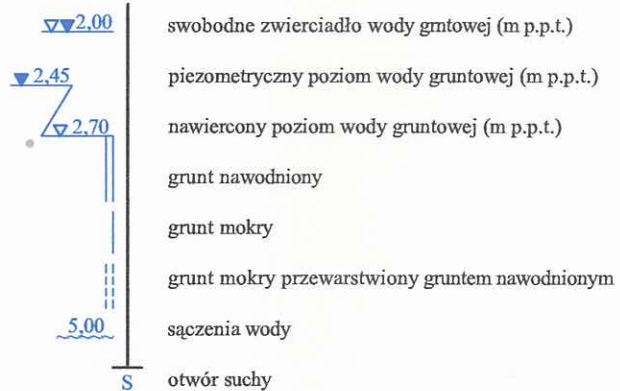 2,00 swobodne zwierciadło wody grntowej (m p.p.t.)
2,45 piezometryczny poziom wody gruntowej (m p.p.t.)
2,70 nawiercony poziom wody gruntowej (m p.p.t.)
grunt nawodniony
grunt mokry
grunt mokry przewarstwiony gruntem nawodnionym
5,00 sączenia wody
S otwór suchy